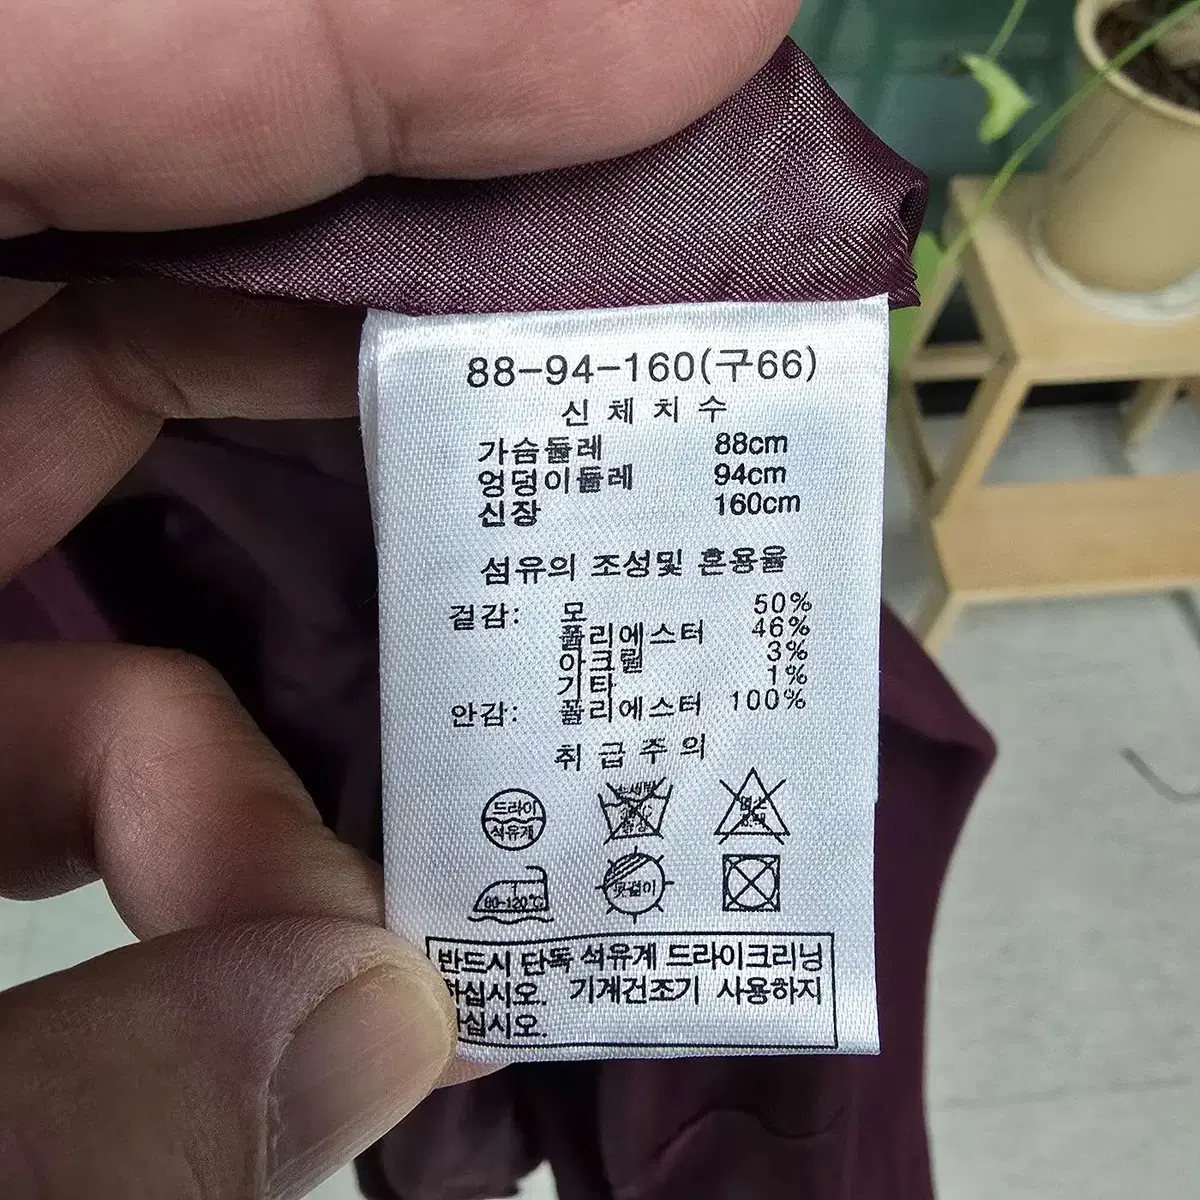 88-94-160(구66)
신 체 치 수
가슴둘레 88cm
엉덩이둘레 94cm
신장 160cm
섬유의 조성및 혼용율
겉감: 모 50%
폴리에스터 46%
아크릴 3%
기타 1%
안감: 폴리에스터 100%
취 급 주 의
드라이
석유계
80-120℃
옷걸이
반드시 단독 석유계 드라이크리닝
하십시오. 기계건조기 사용하지
십시오.